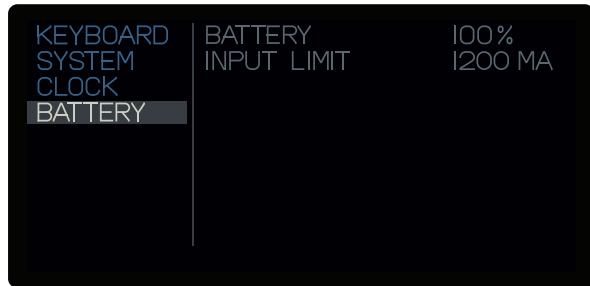 KEYBOARD
SYSTEM
CLOCK
BATTERY
BATTERY 100%
INPUT LIMIT 1200 MA